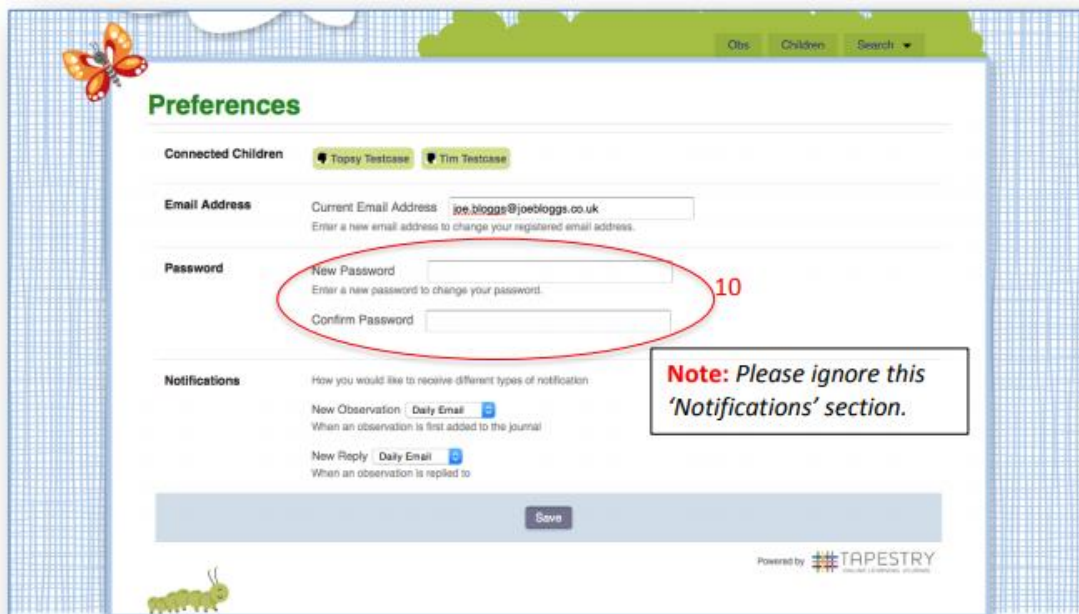 Obs Children Search
Preferences
Connected Children Topsy Testcase Tim Testcase
Email Address Current Email Address joe.bloggs@joebloggs.co.uk
Enter a new email address to change your registered email address.
Password New Password
Enter a new password to change your password.
10
Confirm Password
Notifications How you would like to receive different types of notification
New Observation Daily Email
When an observation is first added to the journal
New Reply Daily Email
When an observation is replied to
Note: Please ignore this
‘Notifications’ section.
Save
Powered by TAPESTRY
ONLINE LEARNING JOURNAL